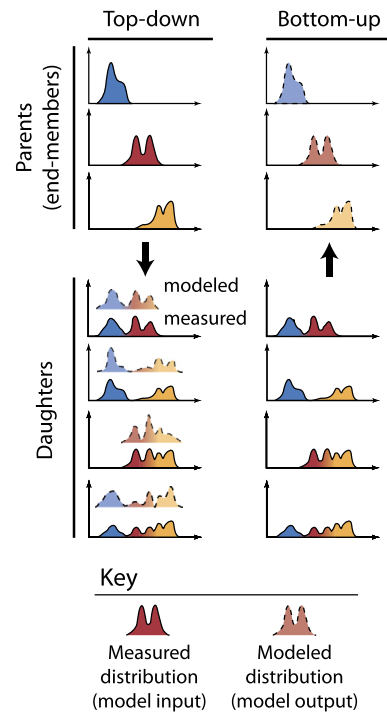 Top-down
Bottom-up
Parents
(end-members)
modeled
measured
Daughters
Key
Measured
distribution
(model input)
Modeled
distribution
(model output)